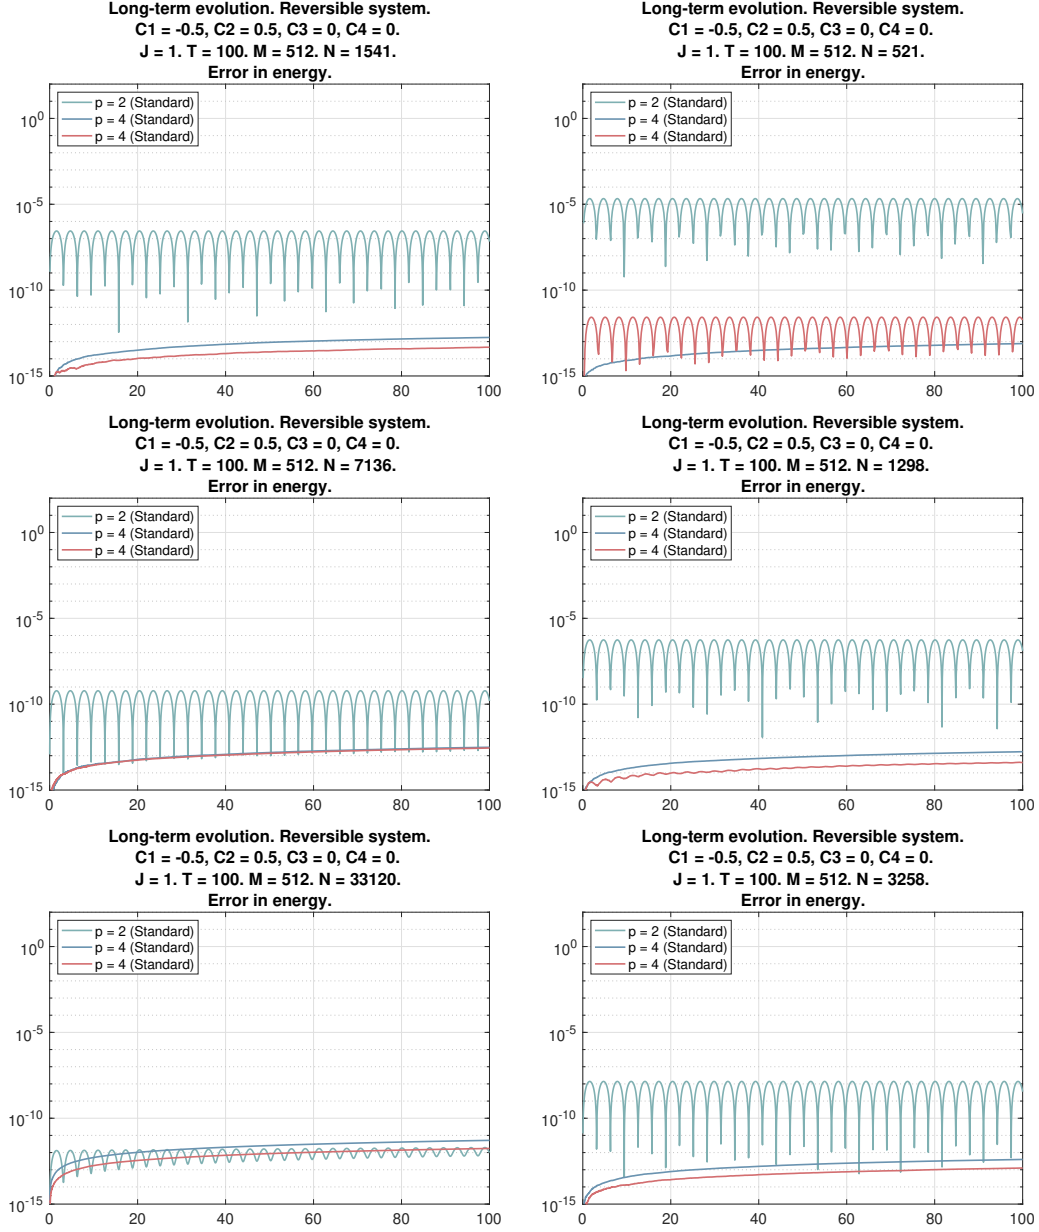 Long-term evolution. Reversible system.
C1 = -0.5, C2 = 0.5, C3 = 0, C4 = 0.
J = 1. T = 100. M = 512. N = 1541.
Error in energy.
p = 2 (Standard)
p = 4 (Standard)
p = 4 (Standard)
10^0
10^-5
10^-10
10^-15
0 20 40 60 80 100
Long-term evolution. Reversible system.
C1 = -0.5, C2 = 0.5, C3 = 0, C4 = 0.
J = 1. T = 100. M = 512. N = 521.
Error in energy.
p = 2 (Standard)
p = 4 (Standard)
p = 4 (Standard)
10^0
10^-5
10^-10
10^-15
0 20 40 60 80 100
Long-term evolution. Reversible system.
C1 = -0.5, C2 = 0.5, C3 = 0, C4 = 0.
J = 1. T = 100. M = 512. N = 7136.
Error in energy.
p = 2 (Standard)
p = 4 (Standard)
p = 4 (Standard)
10^0
10^-5
10^-10
10^-15
0 20 40 60 80 100
Long-term evolution. Reversible system.
C1 = -0.5, C2 = 0.5, C3 = 0, C4 = 0.
J = 1. T = 100. M = 512. N = 1298.
Error in energy.
p = 2 (Standard)
p = 4 (Standard)
p = 4 (Standard)
10^0
10^-5
10^-10
10^-15
0 20 40 60 80 100
Long-term evolution. Reversible system.
C1 = -0.5, C2 = 0.5, C3 = 0, C4 = 0.
J = 1. T = 100. M = 512. N = 33120.
Error in energy.
p = 2 (Standard)
p = 4 (Standard)
p = 4 (Standard)
10^0
10^-5
10^-10
10^-15
0 20 40 60 80 100
Long-term evolution. Reversible system.
C1 = -0.5, C2 = 0.5, C3 = 0, C4 = 0.
J = 1. T = 100. M = 512. N = 3258.
Error in energy.
p = 2 (Standard)
p = 4 (Standard)
p = 4 (Standard)
10^0
10^-5
10^-10
10^-15
0 20 40 60 80 100